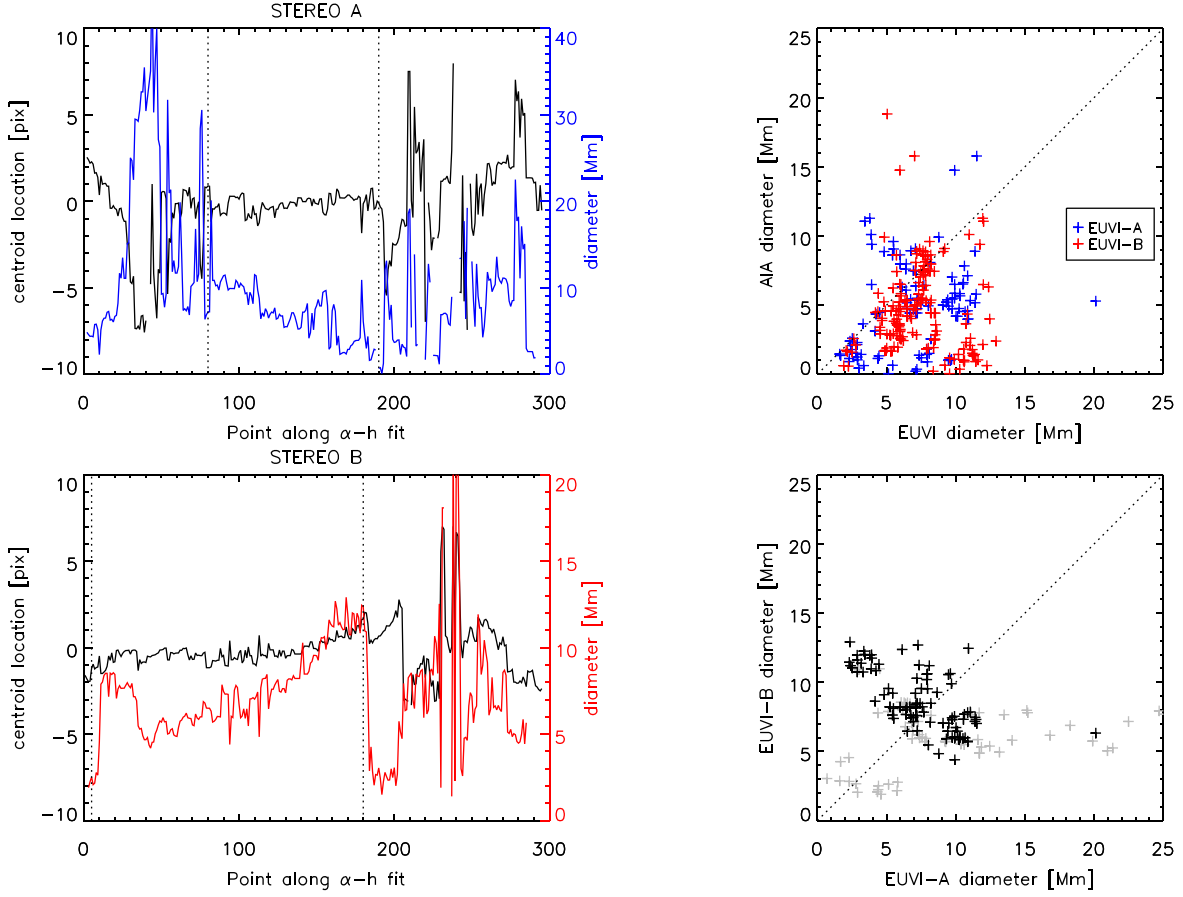 STEREO A
10
5
0
−5
−10
centroid location [pix]
40
30
20
10
0
diameter [Mm]
0 100 200 300
Point along α−h fit
25
20
15
10
5
0
AIA diameter [Mm]
EUVI−A
EUVI−B
0 5 10 15 20 25
EUVI diameter [Mm]
STEREO B
10
5
0
−5
−10
centroid location [pix]
20
15
10
5
0
diameter [Mm]
0 100 200 300
Point along α−h fit
25
20
15
10
5
0
EUVI−B diameter [Mm]
0 5 10 15 20 25
EUVI−A diameter [Mm]